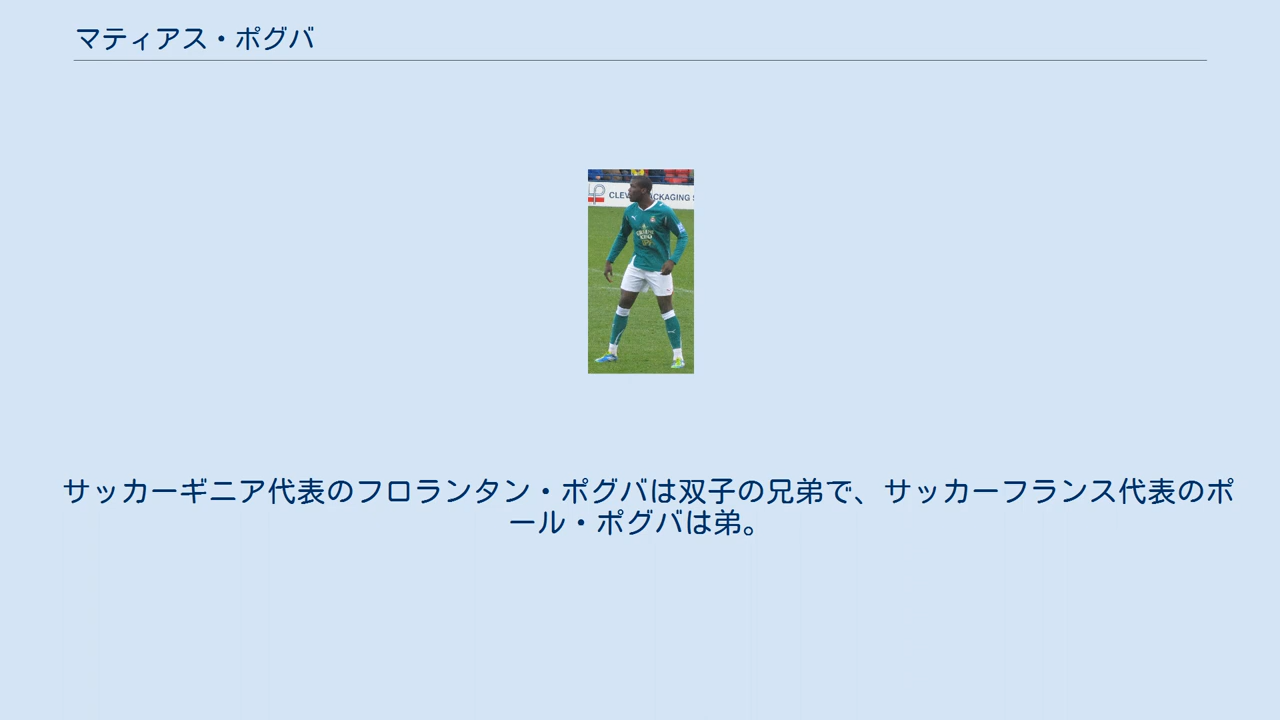 マティアス・ポグバ
CLEV
CKAGING
サッカーギニア代表のフロランタン・ポグバは双子の兄弟で、サッカーフランス代表のポ
ール・ポグバは弟。